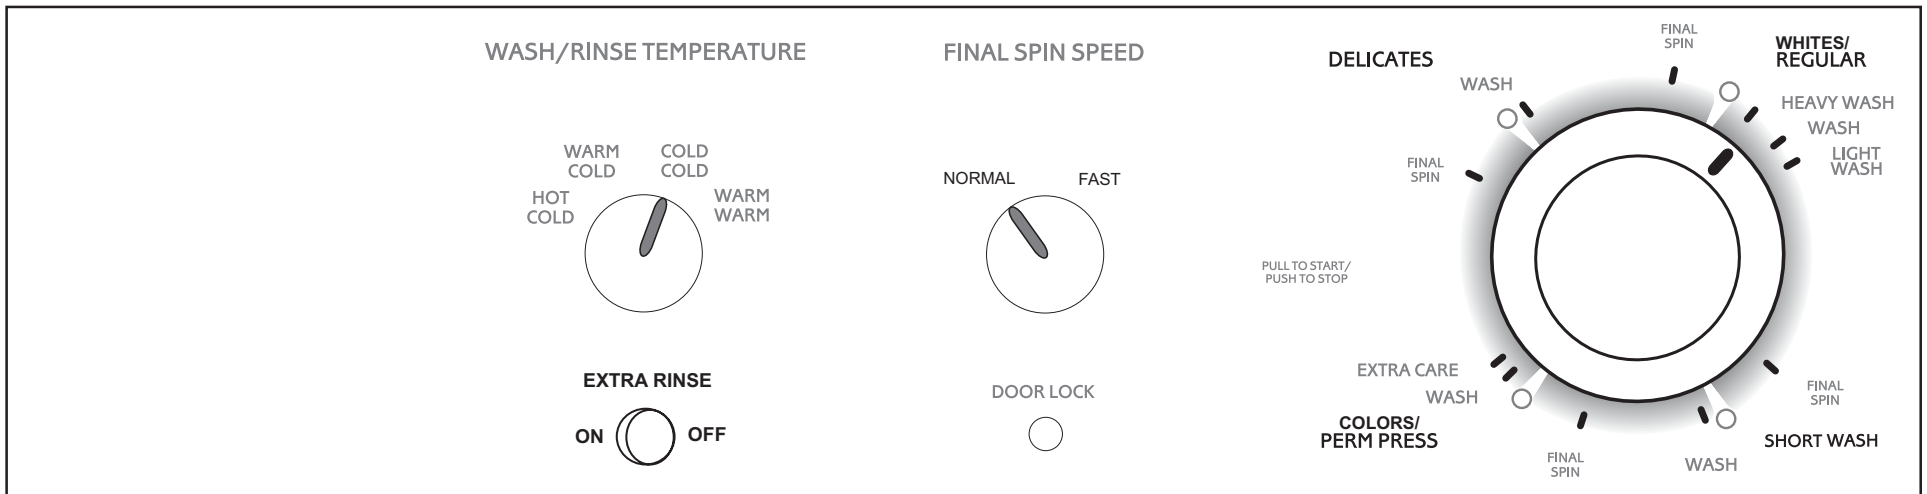 WASH/RINSE TEMPERATURE
WARM
COLD
COLD
COLD
HOT
COLD
WARM
WARM
EXTRA RINSE
ON
OFF
FINAL SPIN SPEED
NORMAL
FAST
DOOR LOCK
PULL TO START/
PUSH TO STOP
DELICATES
WASH
FINAL
SPIN
FINAL
SPIN
WHITES/
REGULAR
HEAVY WASH
WASH
LIGHT
WASH
EXTRA CARE
WASH
COLORS/
PERM PRESS
FINAL
SPIN
FINAL
SPIN
SHORT WASH
WASH